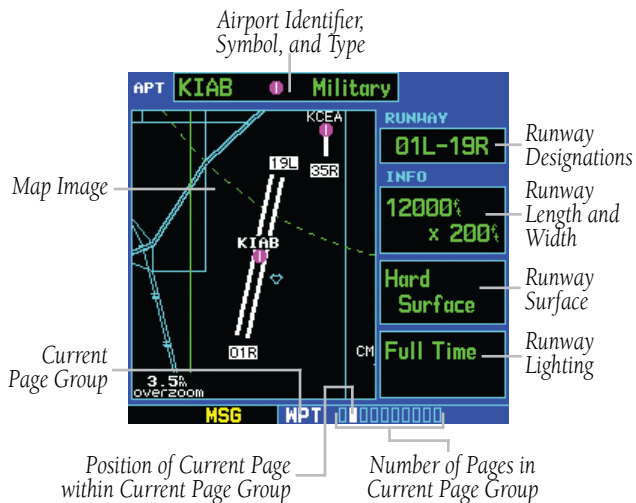 Airport Identifier,
Symbol, and Type
APT KIAB Military
KCEA
RUNWAY
01L-19R
Runway
Designations
19L
35R
INFO
Map Image
12000ft
x 200ft
Runway
Length and
Width
KIAB
Hard
Surface
Runway
Surface
01R
CM
Full Time
Runway
Lighting
Current
Page Group
3.5
overzoom
MSG WPT
Position of Current Page
within Current Page Group
Number of Pages in
Current Page Group